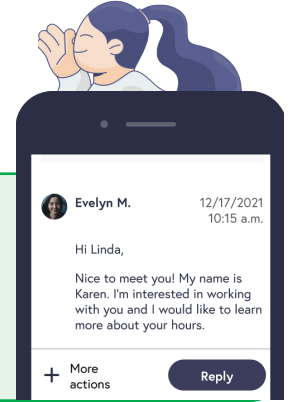 Evelyn M.
12/17/2021
10:15 a.m.
Hi Linda,
Nice to meet you! My name is
Karen. I'm interested in working
with you and I would like to learn
more about your hours.
More
actions
Reply